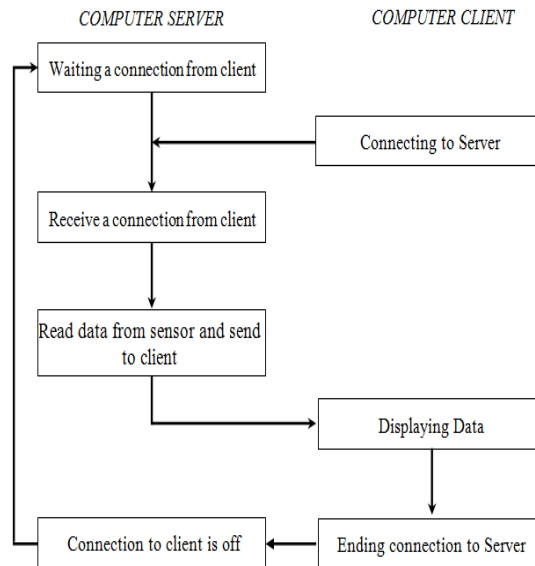 COMPUTER SERVER
COMPUTER CLIENT
Waiting a connection from client
Connecting to Server
Receive a connection from client
Read data from sensor and send
to client
Displaying Data
Connection to client is off
Ending connection to Server